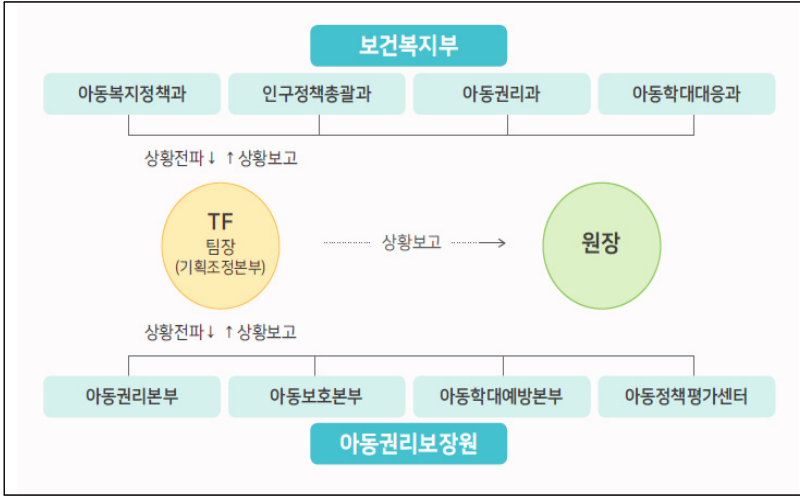 보건복지부
아동복지정책과 인구정책총괄과 아동권리과 아동학대대응과
상황전파↓ ↑상황보고
TF
팀장
(기획조정본부)
상황보고
원장
상황전파↓ ↑상황보고
아동권리본부 아동보호본부 아동학대예방본부 아동정책평가센터
아동권리보장원